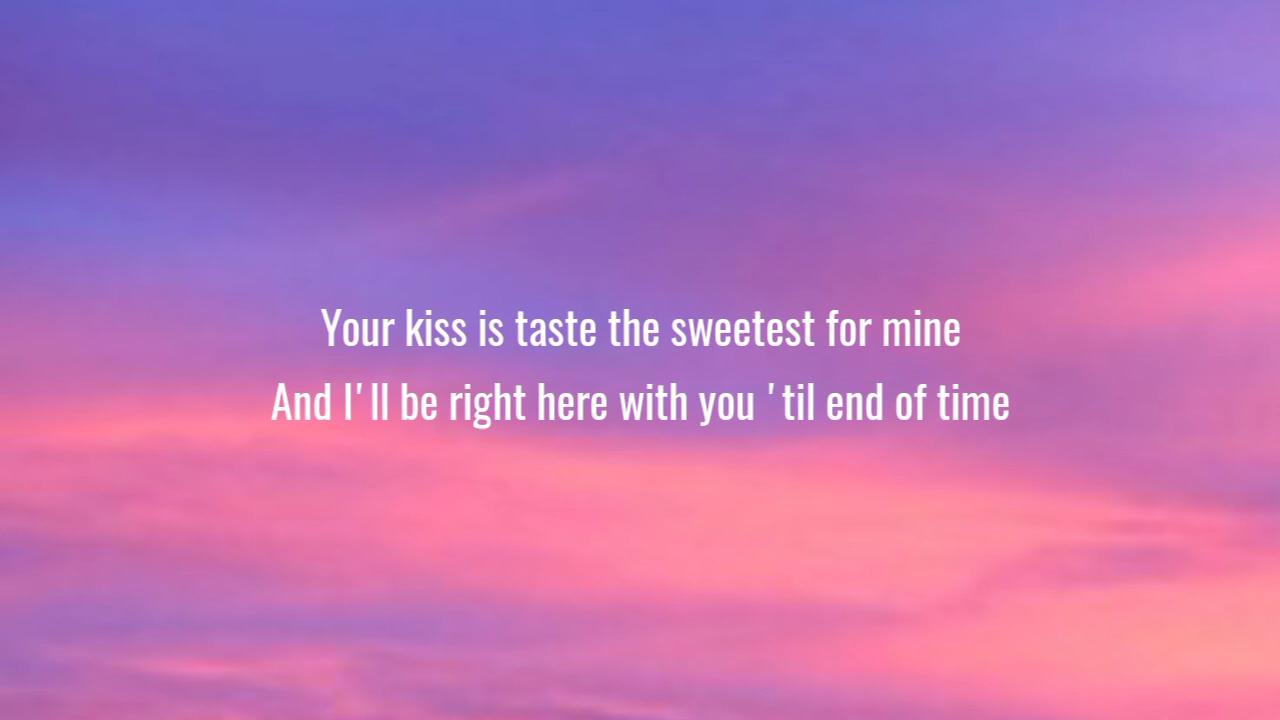 Your kiss is taste the sweetest for mine
And I'll be right here with you 'til end of time